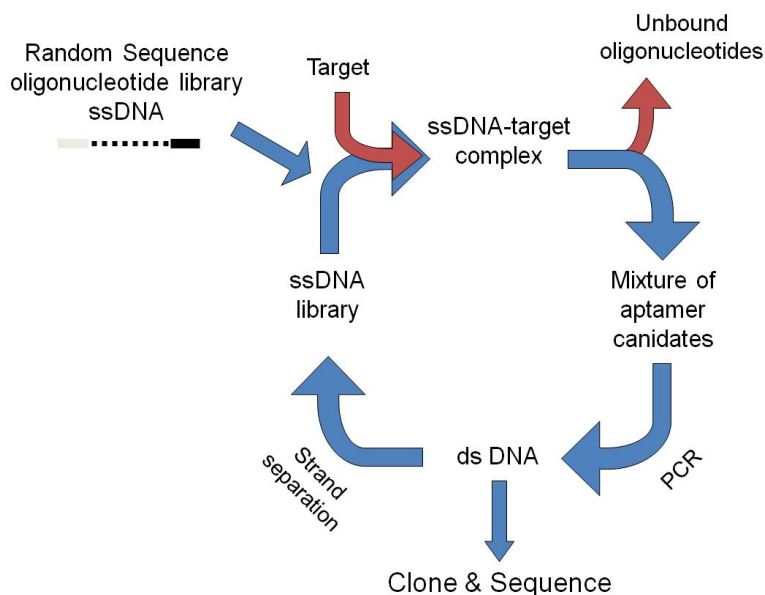 Random Sequence
oligonucleotide library
ssDNA
Target
Unbound
oligonucleotides
ssDNA-target
complex
ssDNA
library
Mixture of
aptamer
canidates
Strand
separation
ds DNA
PCR
Clone & Sequence